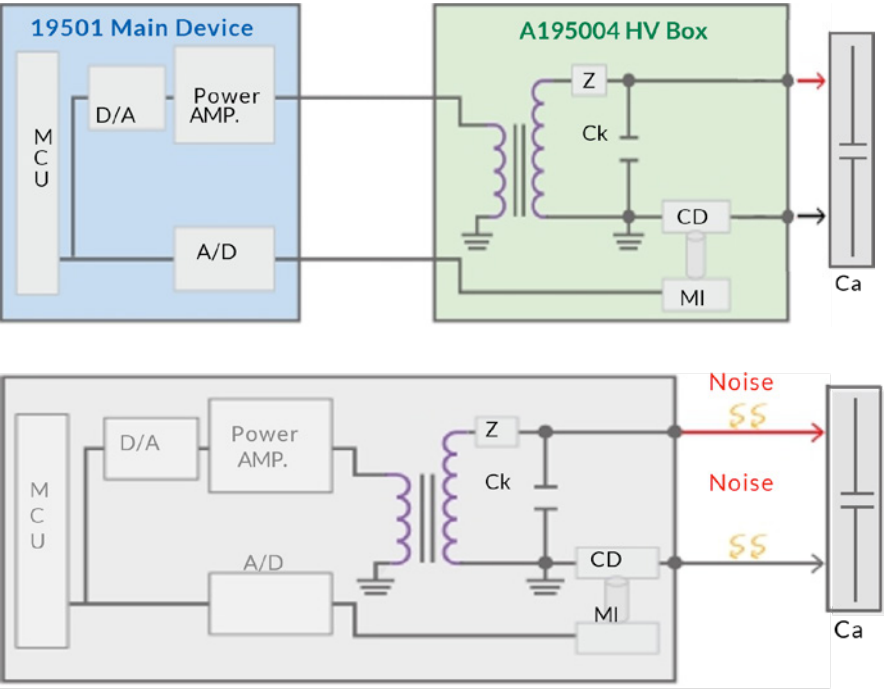 19501 Main Device
A195004 HV Box
M
C
U
D/A
Power
AMP.
A/D
Z
Ck
CD
MI
Ca
Noise
Noise
M
C
U
D/A
Power
AMP.
A/D
Z
Ck
CD
MI
Ca